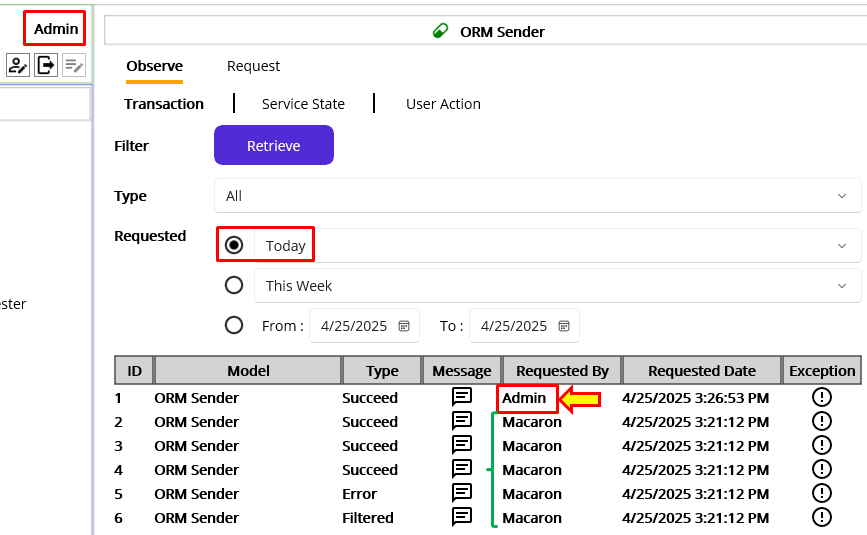 Admin
ORM Sender
Observe Request
Transaction Service State User Action
Filter Retrieve
Type All
Requested Today
This Week
From : 4/25/2025 To : 4/25/2025
ester
ID Model Type Message Requested By Requested Date Exception
1 ORM Sender Succeed Admin 4/25/2025 3:26:53 PM
2 ORM Sender Succeed Macaron 4/25/2025 3:21:12 PM
3 ORM Sender Succeed Macaron 4/25/2025 3:21:12 PM
4 ORM Sender Succeed Macaron 4/25/2025 3:21:12 PM
5 ORM Sender Error Macaron 4/25/2025 3:21:12 PM
6 ORM Sender Filtered Macaron 4/25/2025 3:21:12 PM